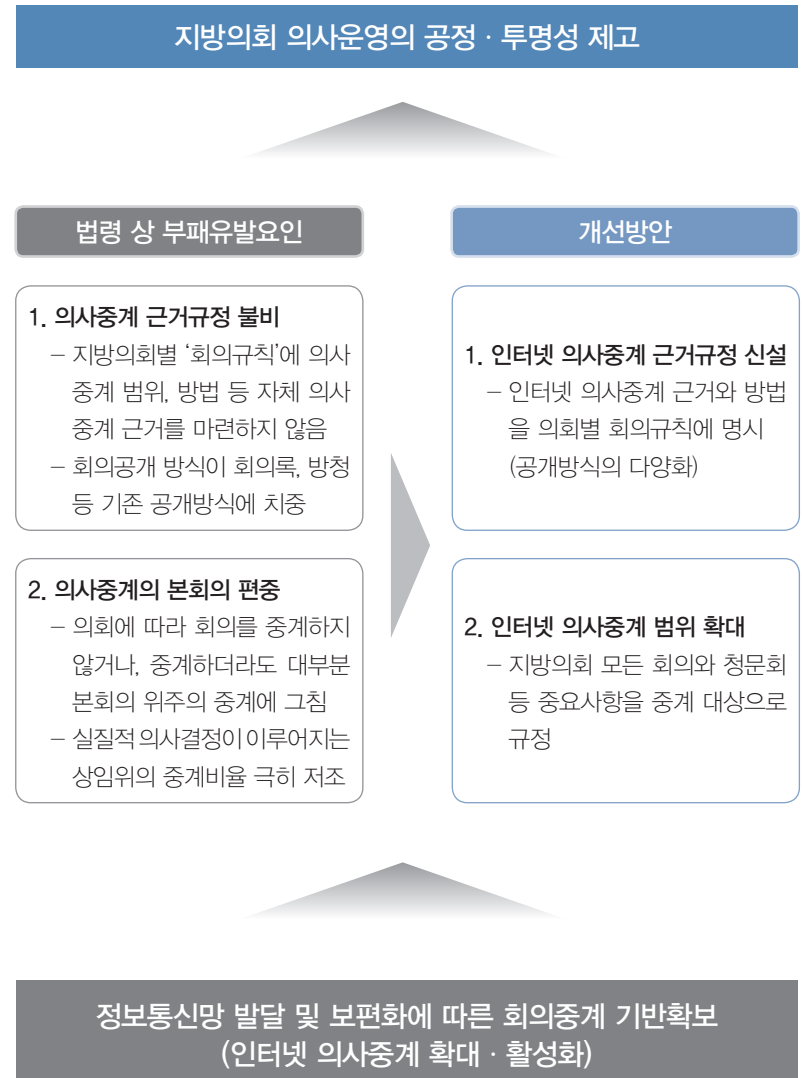 지방의회 의사운영의 공정 · 투명성 제고
법령 상 부패유발요인
1. 의사중계 근거규정 불비
– 지방의회별 ‘회의규칙’에 의사
중계 범위, 방법 등 자체 의사
중계 근거를 마련하지 않음
– 회의공개 방식이 회의록, 방청
등 기존 공개방식에 치중
2. 의사중계의 본회의 편중
– 의회에 따라 회의를 중계하지
않거나, 중계하더라도 대부분
본회의 위주의 중계에 그침
– 실질적 의사결정이 이루어지는
상임위의 중계비율 극히 저조
개선방안
1. 인터넷 의사중계 근거규정 신설
– 인터넷 의사중계 근거와 방법
을 의회별 회의규칙에 명시
(공개방식의 다양화)
2. 인터넷 의사중계 범위 확대
– 지방의회 모든 회의와 청문회
등 중요사항을 중계 대상으로
규정
정보통신망 발달 및 보편화에 따른 회의중계 기반확보
(인터넷 의사중계 확대 · 활성화)